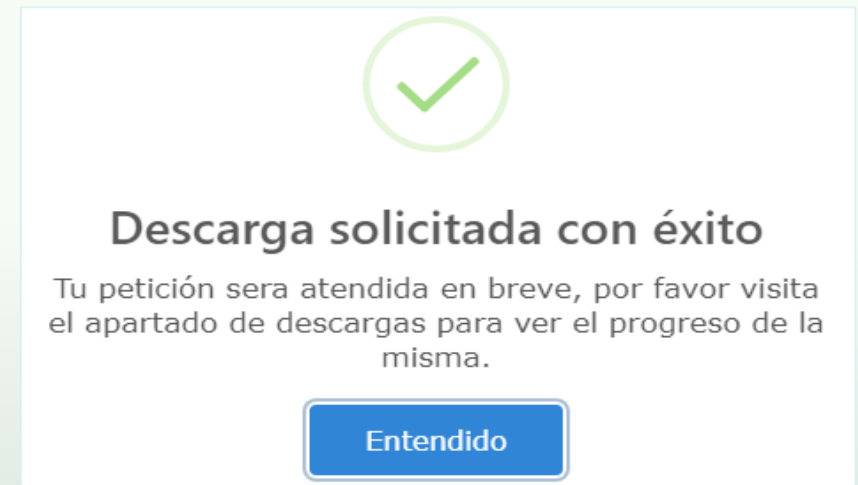 Descarga solicitada con éxito
Tu petición sera atendida en breve, por favor visita
el apartado de descargas para ver el progreso de la
misma.
Entendido